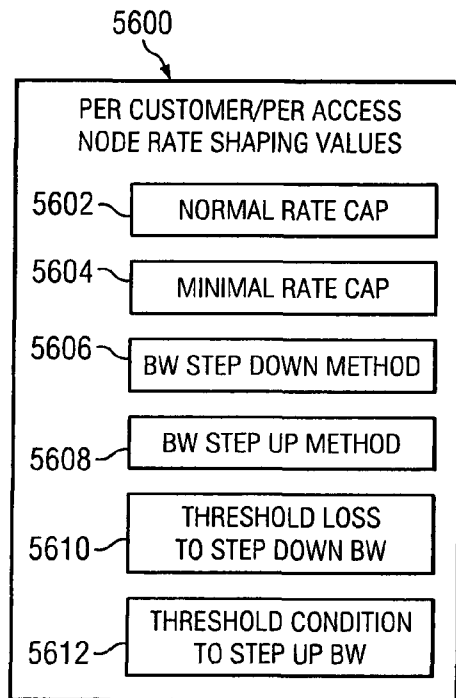 5600
PER CUSTOMER/PER ACCESS
NODE RATE SHAPING VALUES
5602
NORMAL RATE CAP
5604
MINIMAL RATE CAP
5606
BW STEP DOWN METHOD
5608
BW STEP UP METHOD
5610
THRESHOLD LOSS
TO STEP DOWN BW
5612
THRESHOLD CONDITION
TO STEP UP BW